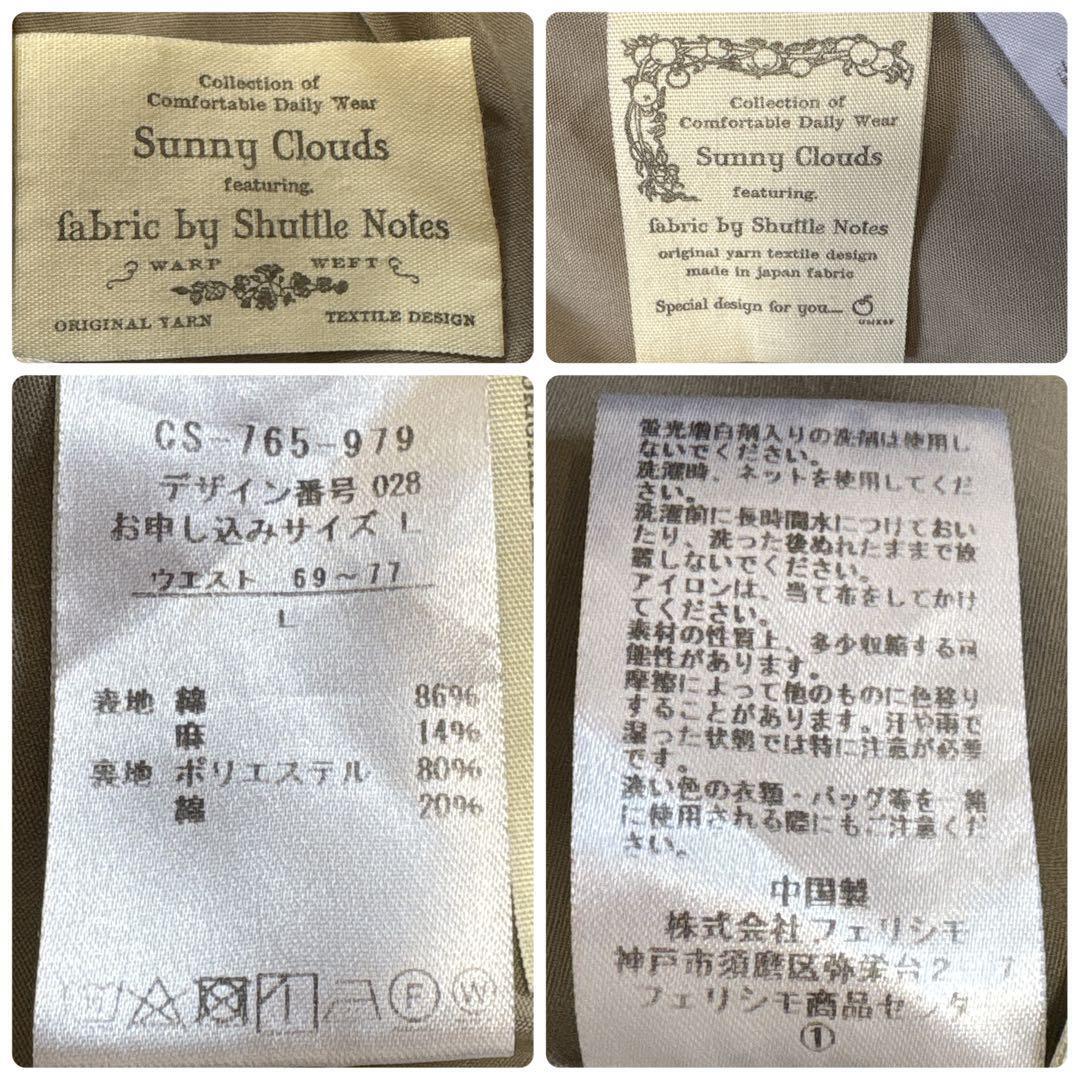 Collection of
Comfortable Daily Wear
Sunny Clouds
featuring.
fabric by Shuttle Notes
WARP WEFT
ORIGINAL YARN TEXTILE DESIGN
Collection of
Comfortable Daily Wear
Sunny Clouds
featuring.
fabric by Shuttle Notes
original yarn textile design
made in japan fabric
Special design for you...
CS-765-979
デザイン番号 028
お申し込みサイズ L
ウエスト 69~77
L
表地 綿 86%
麻 14%
裏地 ポリエステル 80%
綿 20%
F W
蛍光増白剤入りの洗剤は使用し
ないでください。
洗濯時、ネットを使用してくだ
さい。
洗濯前に長時間水につけておい
たり、洗った後ぬれたままで放
置しないでください。
アイロンは、当て布をしてかけ
てください。
素材の性質上、多少収縮する可
能性があります。
摩擦によって他のものに色移り
することがあります。汗や雨で
湿った状態では特に注意が必要
です。
濃い色の衣類・バッグ等を一緒
に使用される際にもご注意くだ
さい。
中国製
株式会社フェリシモ
神戸市須磨区弥栄台2 7
フェリシモ商品センタ
①